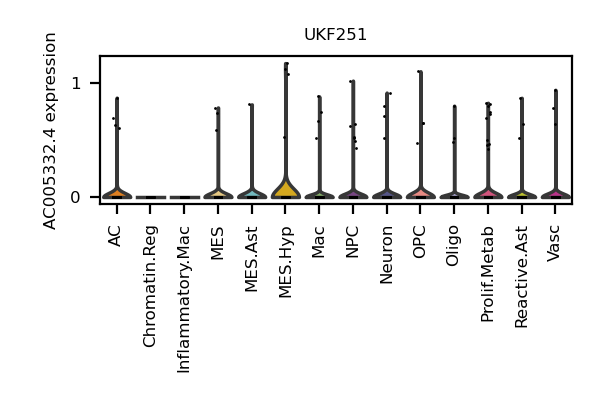 UKF251
AC005332.4 expression
1
0
AC
Chromatin.Reg
Inflammatory.Mac
MES
MES.Ast
MES.Hyp
Mac
NPC
Neuron
OPC
Oligo
Prolif.Metab
Reactive.Ast
Vasc